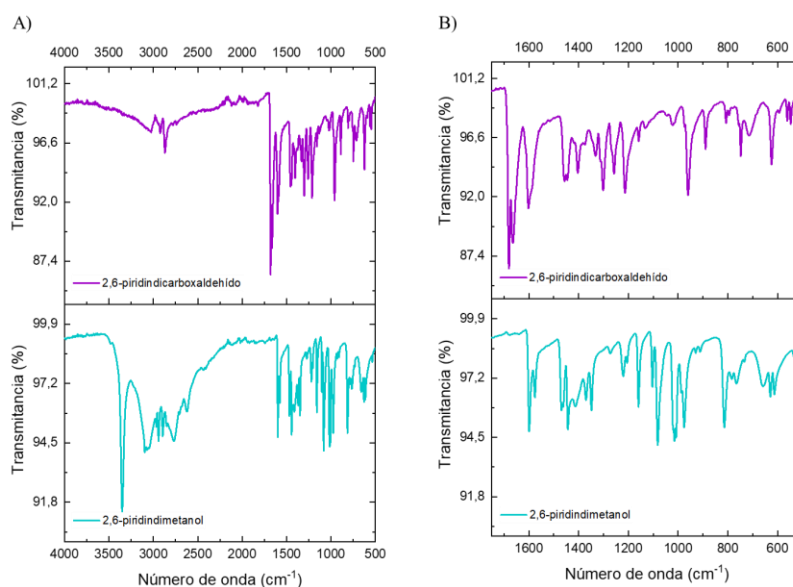 A)
4000 3500 3000 2500 2000 1500 1000 500
101,2
96,6
92,0
87,4
Transmitancia (%)
2,6-piridindicarboxaldehído
99,9
97,2
94,5
91,8
Transmitancia (%)
2,6-piridindimetanol
4000 3500 3000 2500 2000 1500 1000 500
Número de onda (cm⁻¹)
B)
1600 1400 1200 1000 800 600
101,2
96,6
92,0
87,4
Transmitancia (%)
2,6-piridindicarboxaldehído
99,9
97,2
94,5
91,8
Transmitancia (%)
2,6-piridindimetanol
1600 1400 1200 1000 800 600
Número de onda (cm⁻¹)